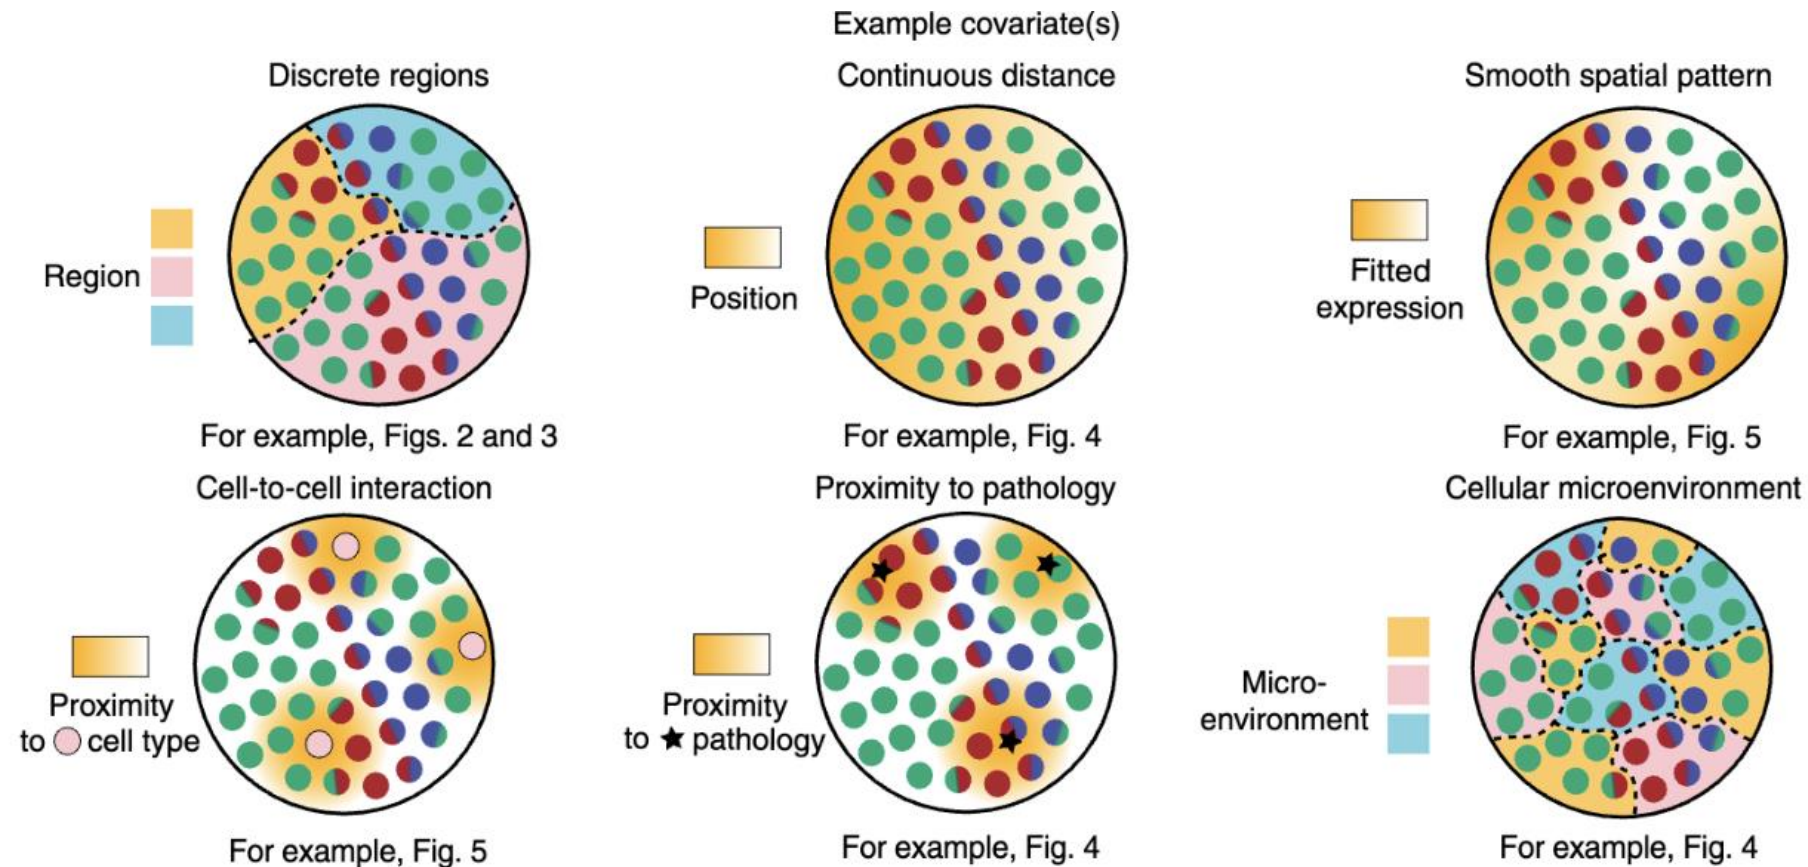 Example covariate(s)
Discrete regions
Continuous distance
Smooth spatial pattern
Region
Position
Fitted
expression
For example, Figs. 2 and 3
For example, Fig. 4
For example, Fig. 5
Cell-to-cell interaction
Proximity to pathology
Cellular microenvironment
Proximity
to cell type
Proximity
to ★ pathology
Micro-
environment
For example, Fig. 5
For example, Fig. 4
For example, Fig. 4